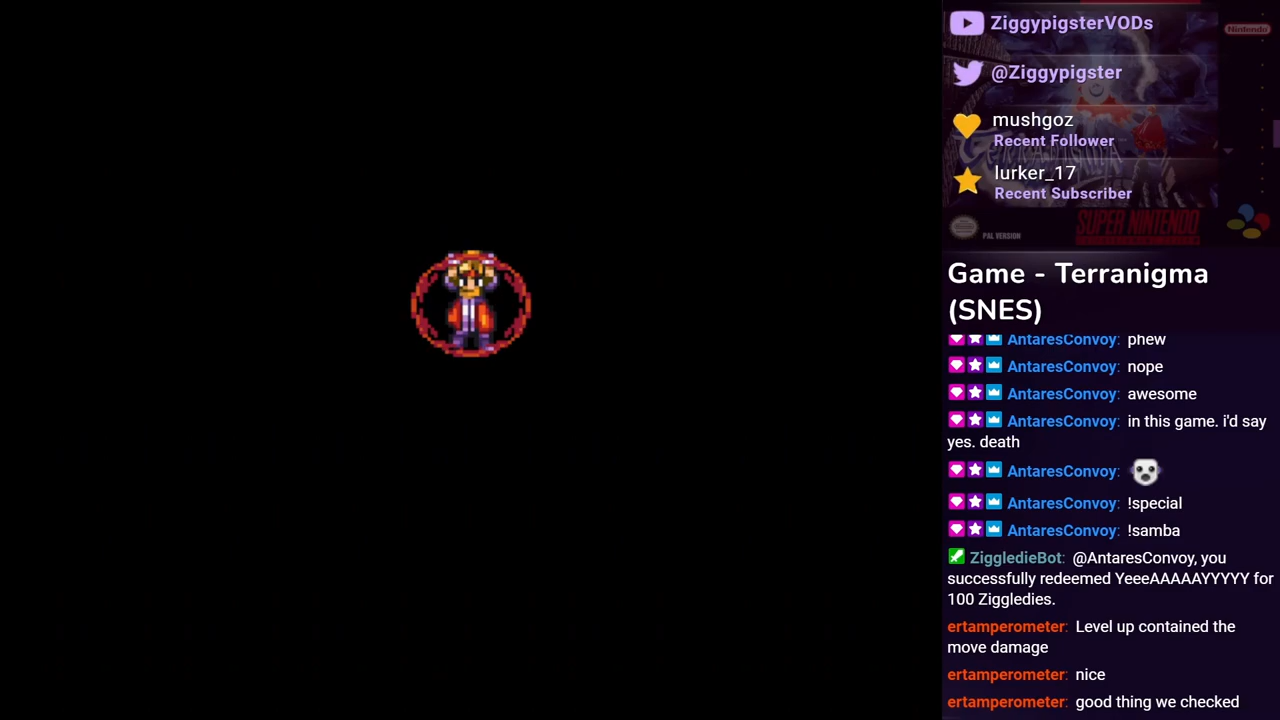 ZiggypigsterVODs
Nintendo
@Ziggypigster
mushgoz
Recent Follower
lurker_17
Recent Subscriber
SUPER NINTENDO
PAL VERSION
Game - Terranigma
(SNES)
AntaresConvoy: phew
AntaresConvoy: nope
AntaresConvoy: awesome
AntaresConvoy: in this game. i'd say
yes. death
AntaresConvoy:
AntaresConvoy: !special
AntaresConvoy: !samba
ZiggledieBot: @AntaresConvoy, you
successfully redeemed YeeeAAAAAYYYYY for
100 Ziggledies.
ertamperometer: Level up contained the
move damage
ertamperometer: nice
ertamperometer: good thing we checked